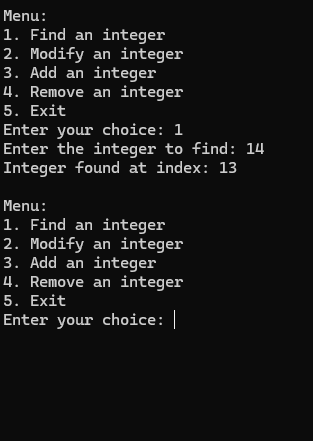 Menu:
1. Find an integer
2. Modify an integer
3. Add an integer
4. Remove an integer
5. Exit
Enter your choice: 1
Enter the integer to find: 14
Integer found at index: 13

Menu:
1. Find an integer
2. Modify an integer
3. Add an integer
4. Remove an integer
5. Exit
Enter your choice: